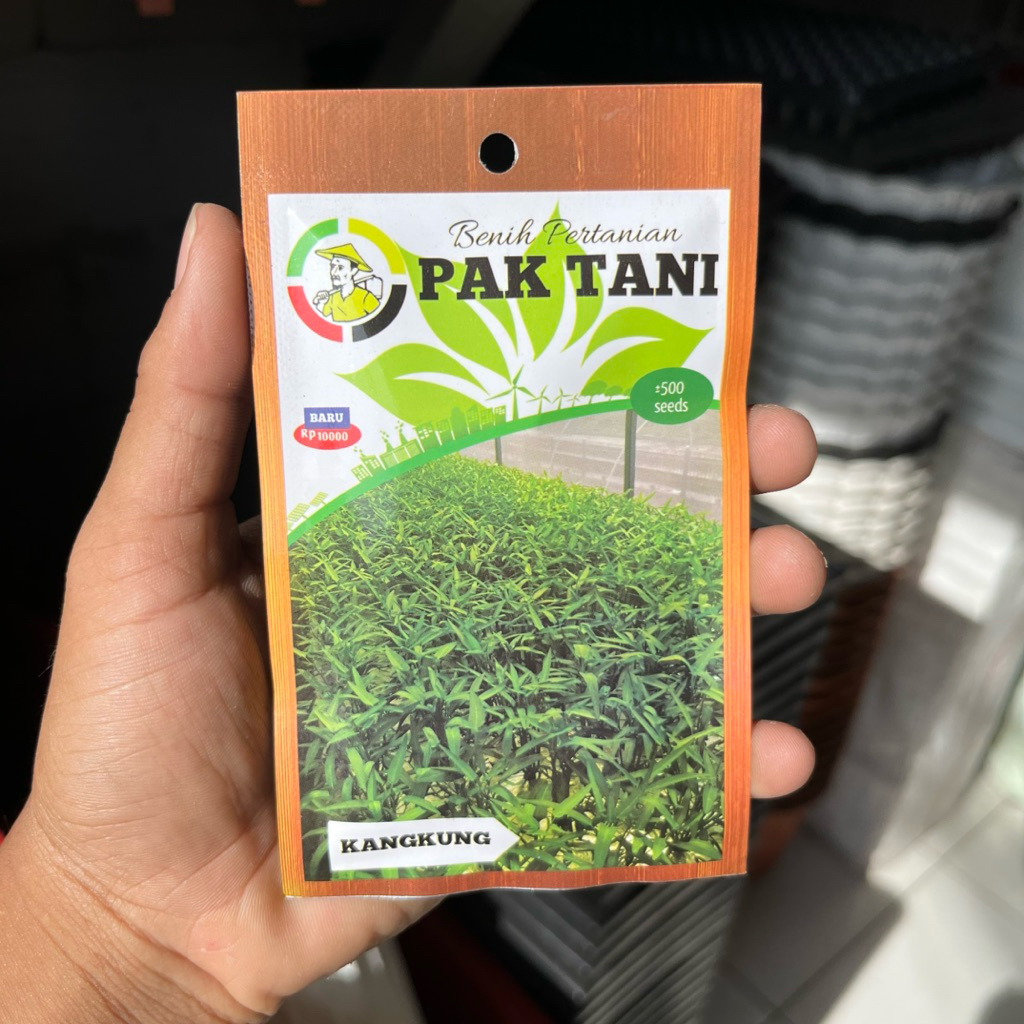 Benih Pertanian
PAK TANI
±500
seeds
BARU
Rp 10000
KANGKUNG